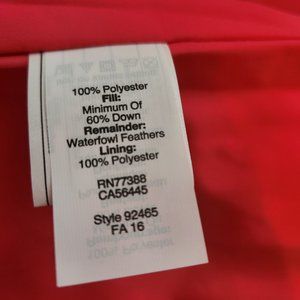 100% Polyester
Fill:
Minimum Of
60% Down
Remainder:
Waterfowl Feathers
Lining:
100% Polyester
RN77388
CA56445
Style 92465
FA 16